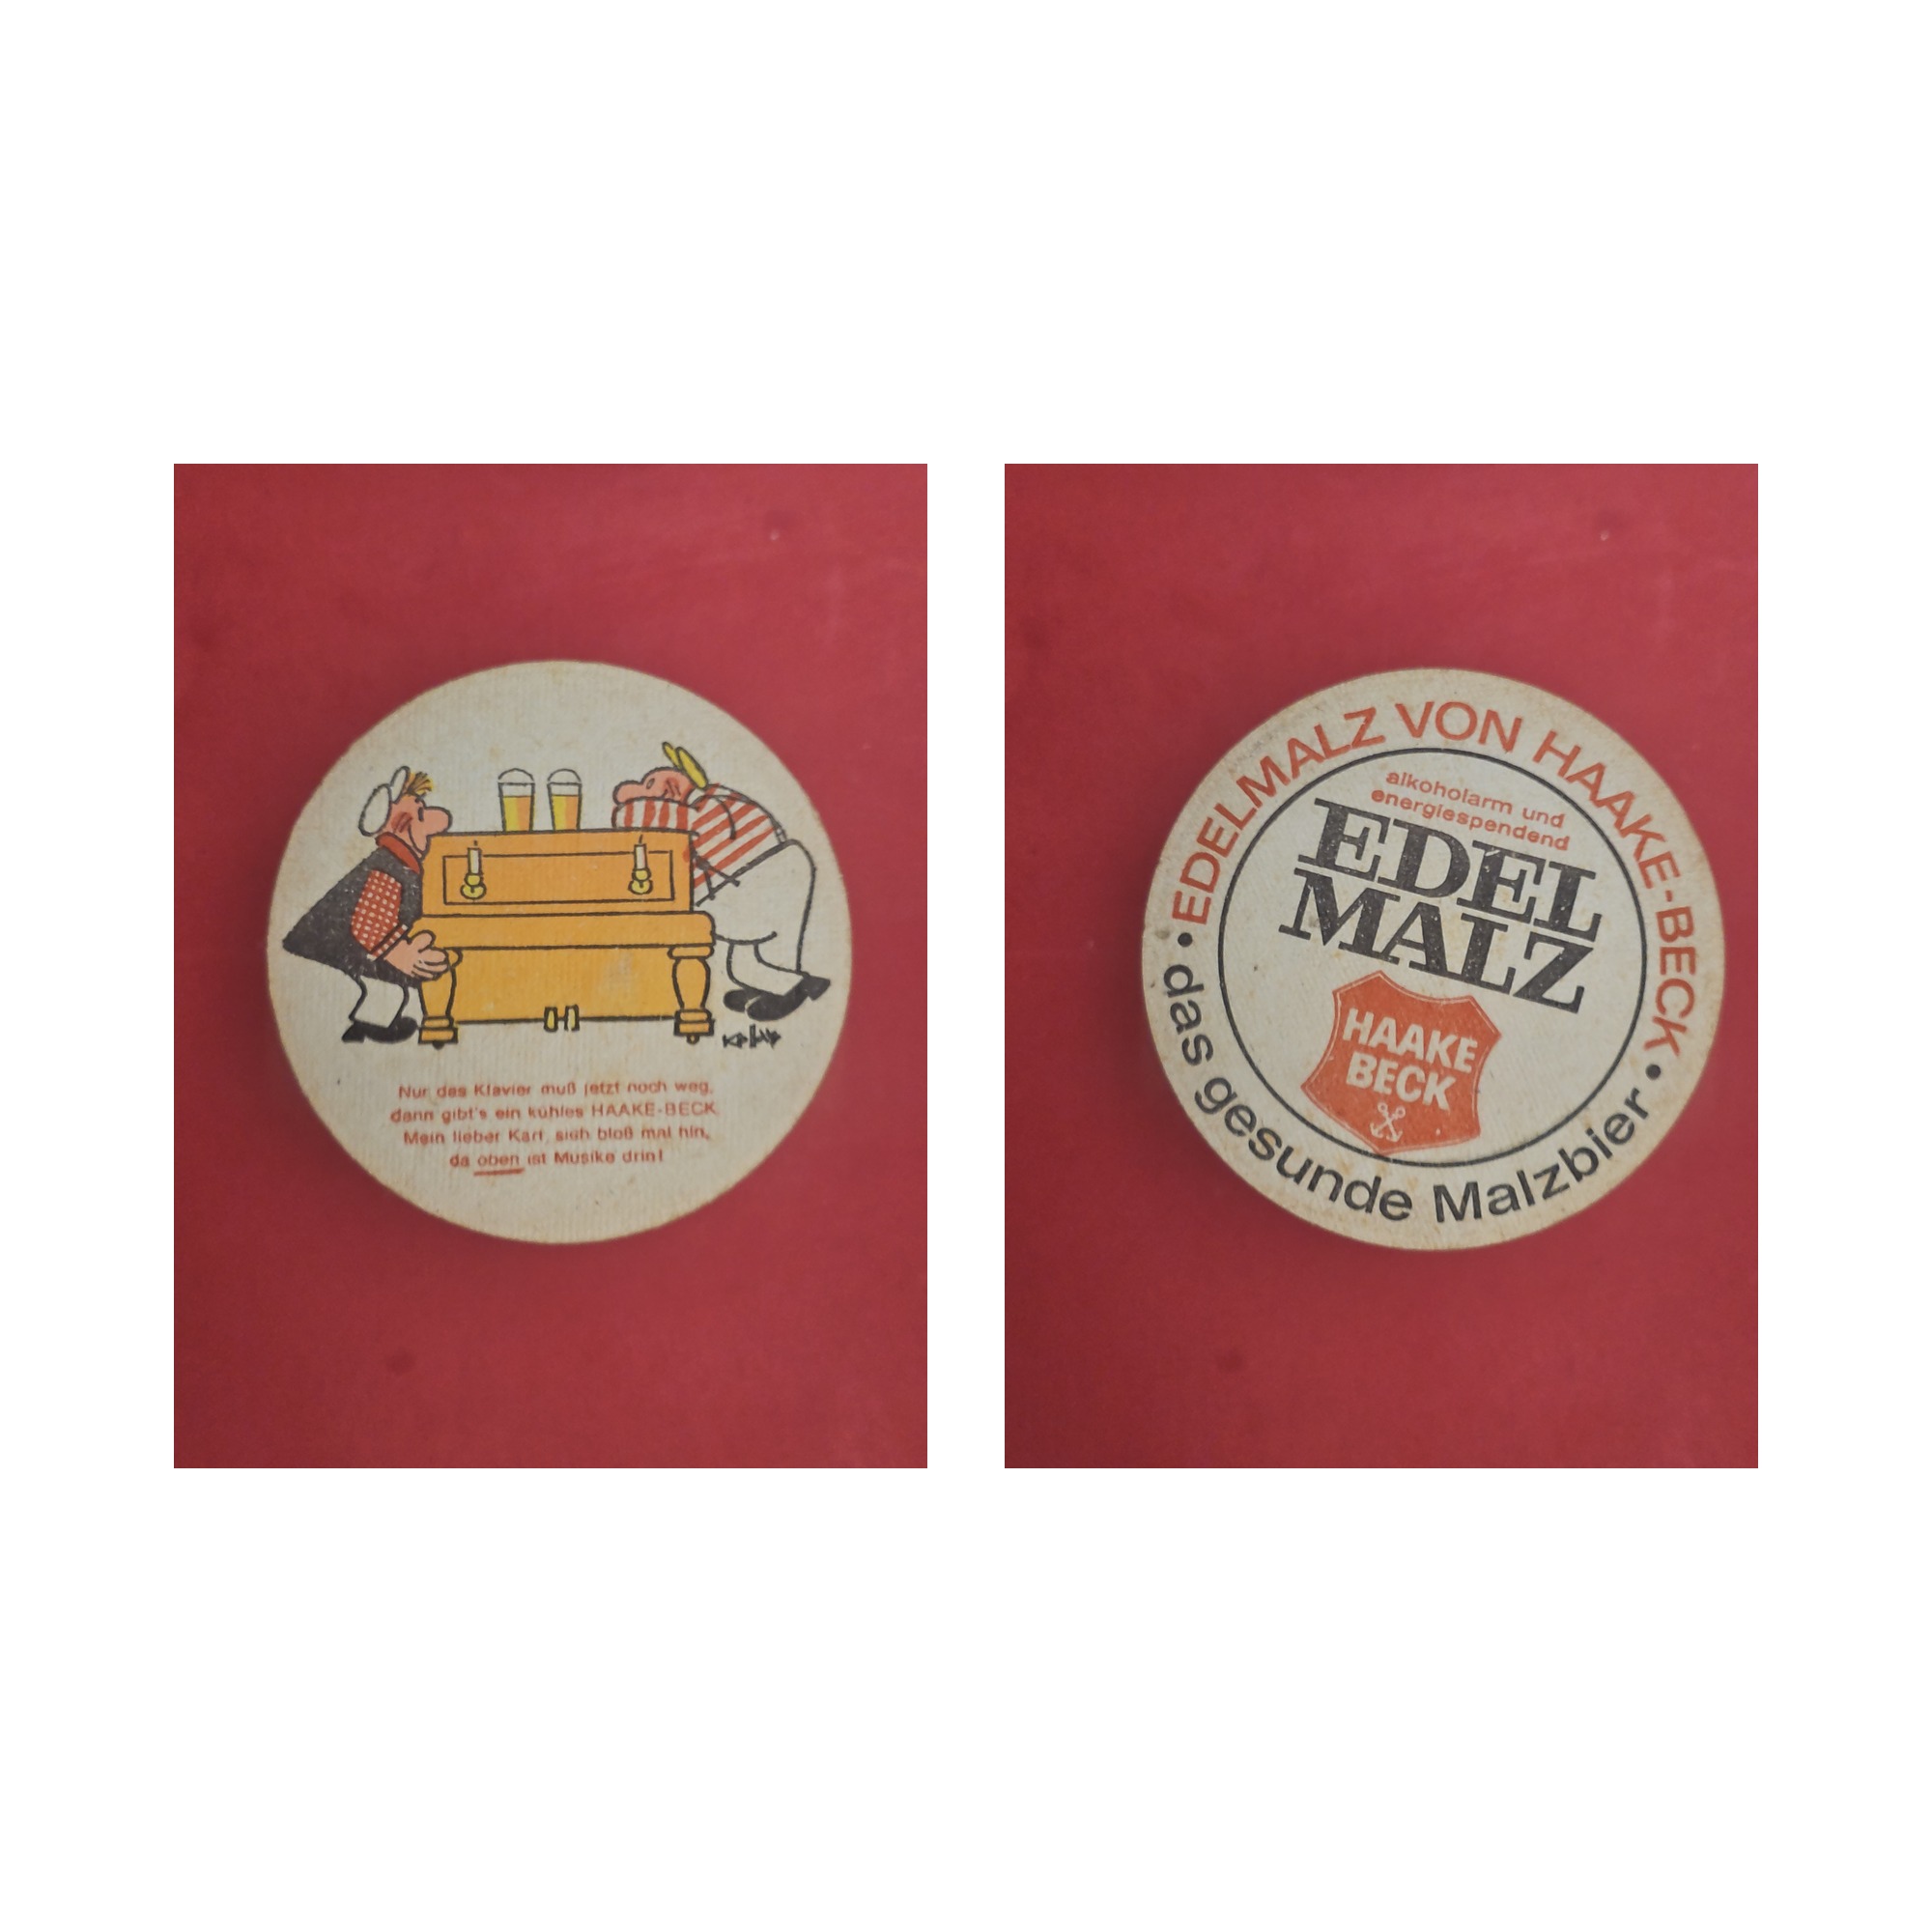 Nur das Klavier muß jetzt noch weg,
dann gibt's ein kühles HAAKE-BECK.
Mein lieber Karl, sieh bloß mal hin,
da oben ist Musike drin!
EDELMALZ VON HAAKE-BECK
alkoholarm und
energiespendend
EDEL
MALZ
HAAKE
BECK
• das gesunde Malzbier •